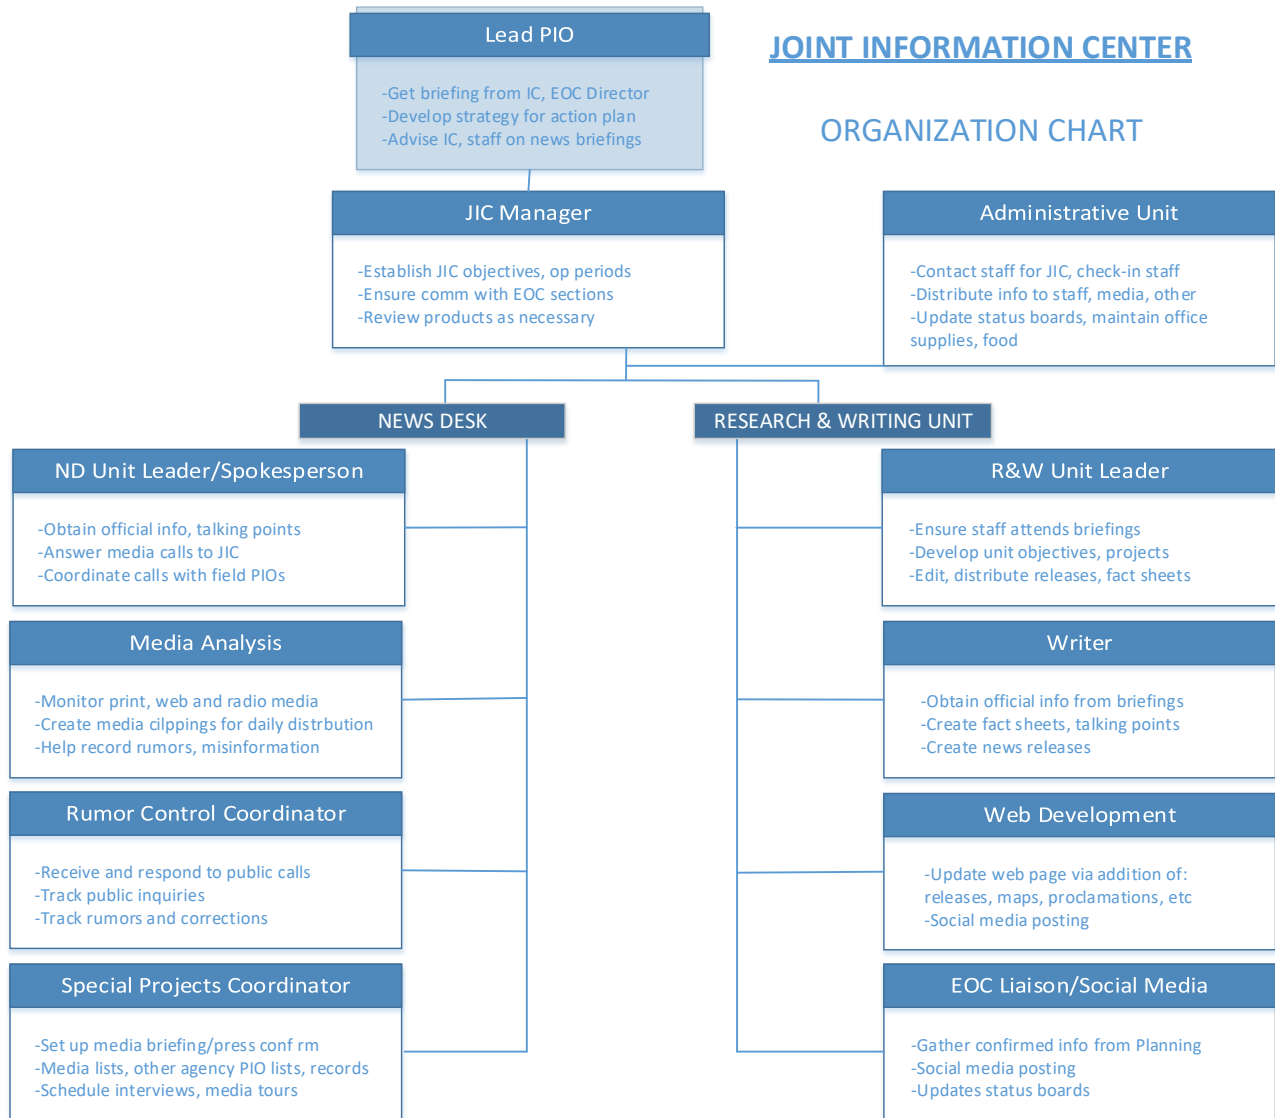 Lead PIO
-Get briefing from IC, EOC Director
-Develop strategy for action plan
-Advise IC, staff on news briefings
JOINT INFORMATION CENTER
ORGANIZATION CHART
JIC Manager
-Establish JIC objectives, op periods
-Ensure comm with EOC sections
-Review products as necessary
Administrative Unit
-Contact staff for JIC, check-in staff
-Distribute info to staff, media, other
-Update status boards, maintain office
supplies, food
NEWS DESK
RESEARCH & WRITING UNIT
ND Unit Leader/Spokesperson
-Obtain official info, talking points
-Answer media calls to JIC
-Coordinate calls with field PIOs
R&W Unit Leader
-Ensure staff attends briefings
-Develop unit objectives, projects
-Edit, distribute releases, fact sheets
Media Analysis
-Monitor print, web and radio media
-Create media cilppings for daily distrbution
-Help record rumors, misinformation
Writer
-Obtain official info from briefings
-Create fact sheets, talking points
-Create news releases
Rumor Control Coordinator
-Receive and respond to public calls
-Track public inquiries
-Track rumors and corrections
Web Development
-Update web page via addition of:
releases, maps, proclamations, etc
-Social media posting
Special Projects Coordinator
-Set up media briefing/press conf rm
-Media lists, other agency PIO lists, records
-Schedule interviews, media tours
EOC Liaison/Social Media
-Gather confirmed info from Planning
-Social media posting
-Updates status boards